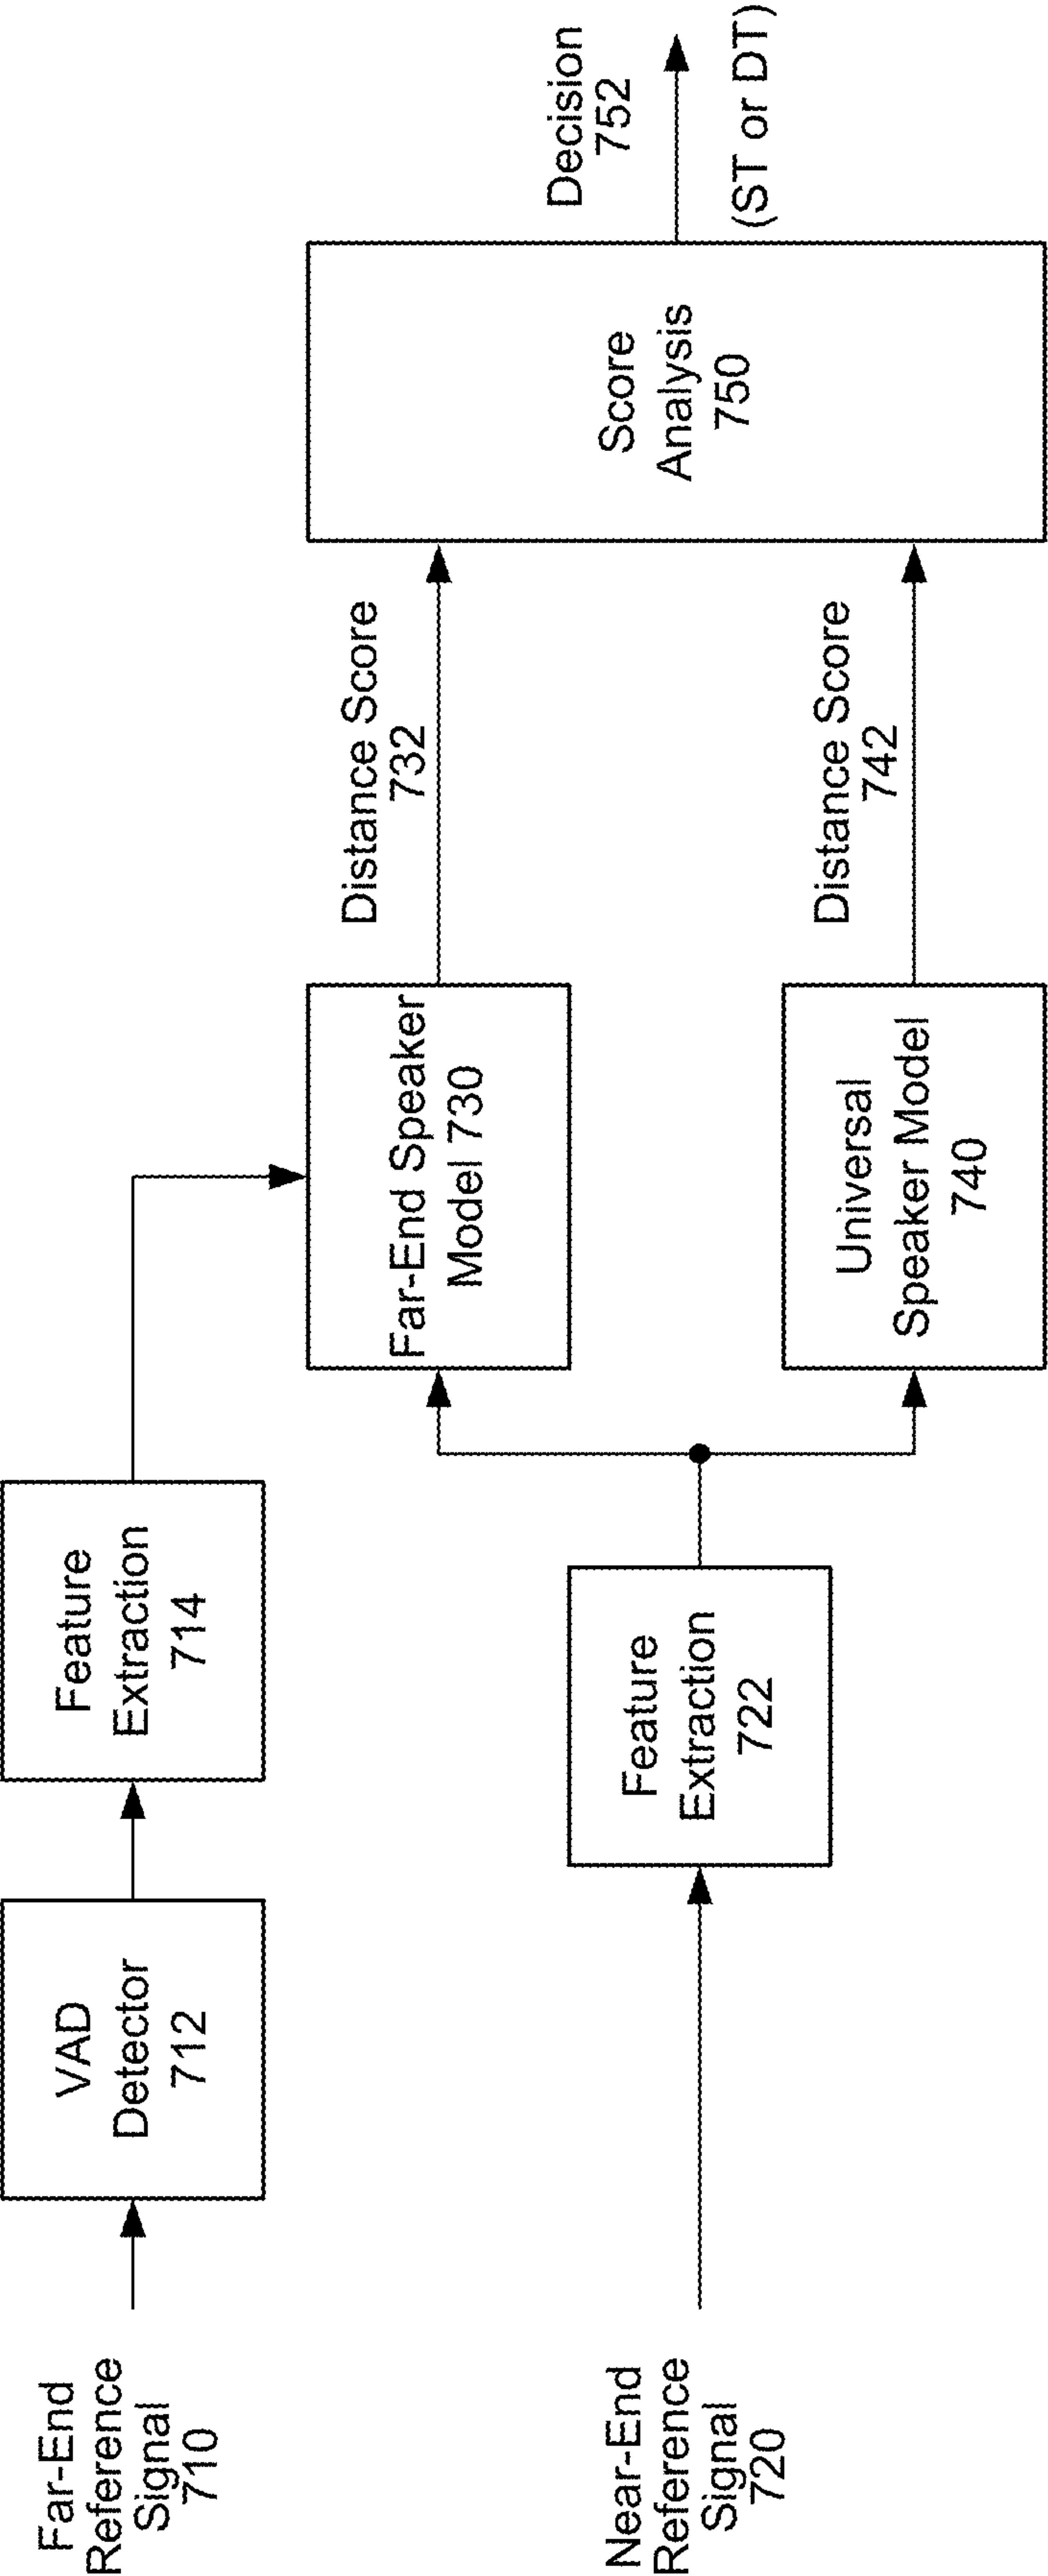 Far-End
Reference
Signal
710
VAD
Detector
712
Feature
Extraction
714
Near-End
Reference
Signal
720
Feature
Extraction
722
Far-End Speaker
Model 730
Universal
Speaker Model
740
Distance Score
732
Distance Score
742
Score
Analysis
750
Decision
752
(ST or DT)